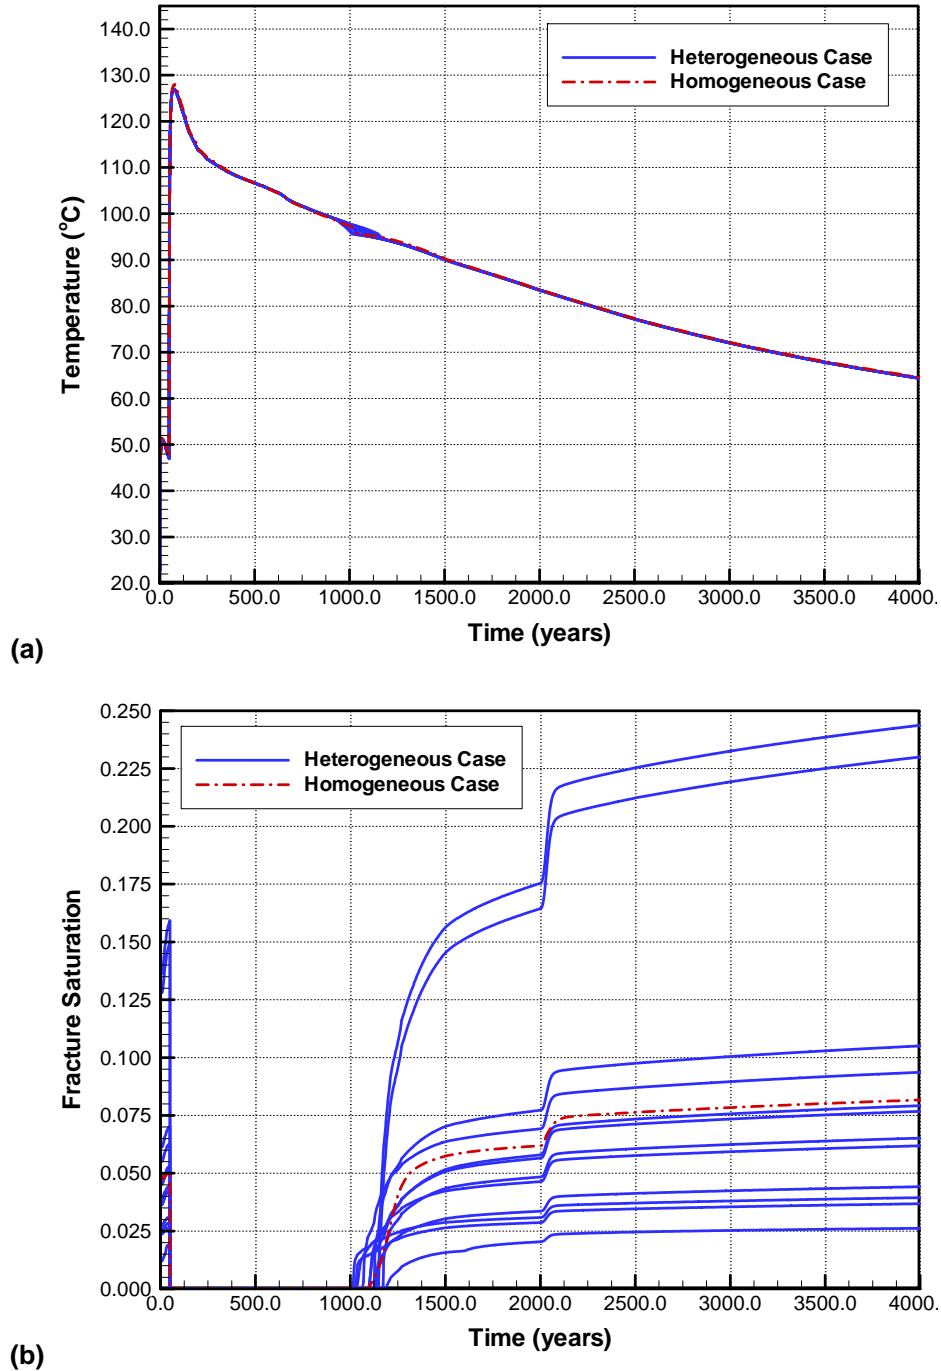 140.0
130.0
120.0
110.0
100.0
90.0
80.0
70.0
60.0
50.0
40.0
30.0
20.0
Temperature (°C)
Heterogeneous Case
Homogeneous Case
0.0 500.0 1000.0 1500.0 2000.0 2500.0 3000.0 3500.0 4000.
Time (years)
(a)
0.250
0.225
0.200
0.175
0.150
0.125
0.100
0.075
0.050
0.025
0.000
Fracture Saturation
Heterogeneous Case
Homogeneous Case
0.0 500.0 1000.0 1500.0 2000.0 2500.0 3000.0 3500.0 4000.
Time (years)
(b)